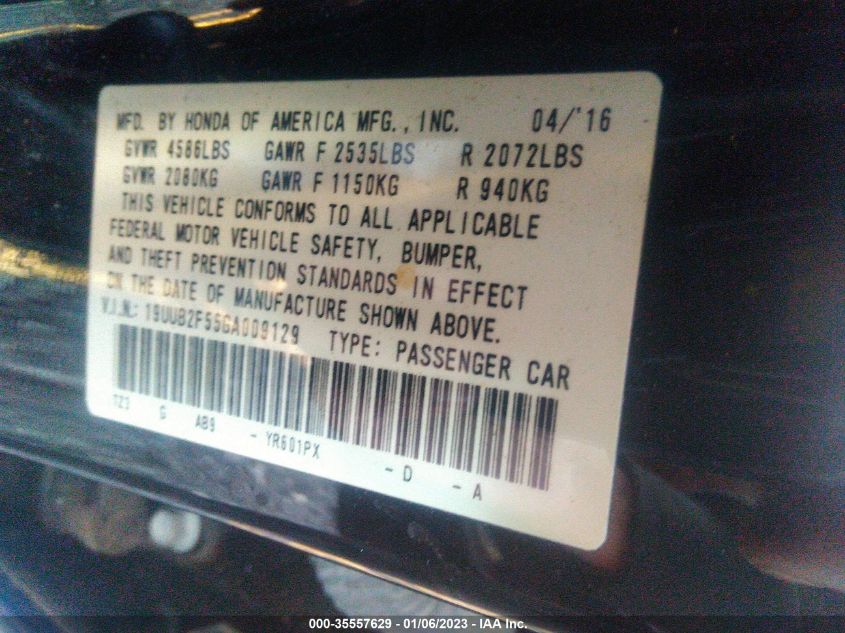 MFD. BY HONDA OF AMERICA MFG., INC. 04/'16
GVWR 4586LBS GAWR F 2535LBS R 2072LBS
GVWR 2080KG GAWR F 1150KG R 940KG
THIS VEHICLE CONFORMS TO ALL APPLICABLE
FEDERAL MOTOR VEHICLE SAFETY, BUMPER,
AND THEFT PREVENTION STANDARDS IN EFFECT
ON THE DATE OF MANUFACTURE SHOWN ABOVE.
V.I.N.: 19UUB2F55GA009129 TYPE: PASSENGER CAR
TZ3 G AB9 - YR601PX - D - A
000-35557629 - 01/06/2023 - IAA Inc.